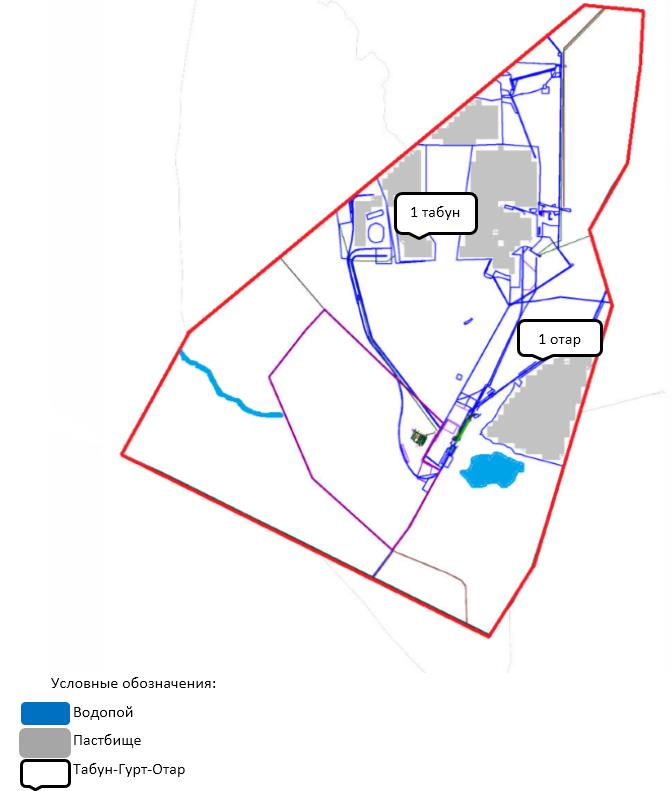 1 табун
1 отар
Условные обозначения:
Водопой
Пастбище
Табун-Гурт-Отар